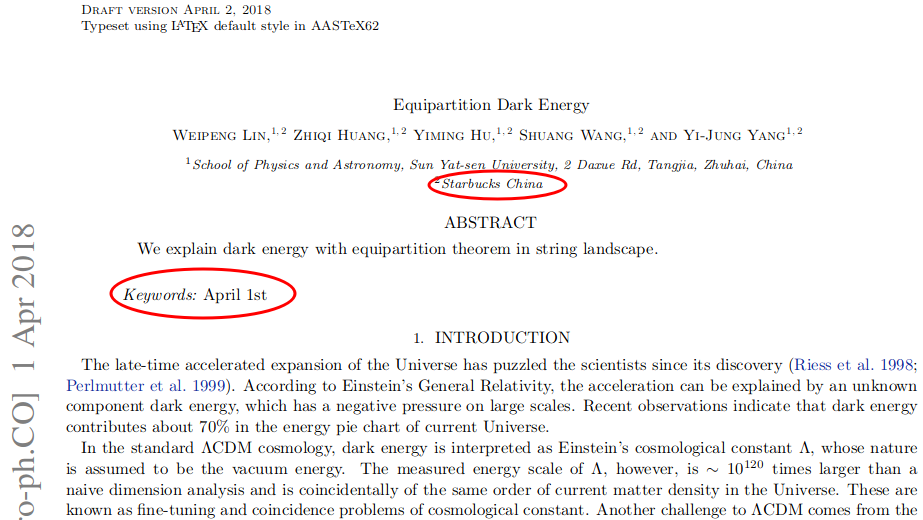 DRAFT VERSION APRIL 2, 2018
Typeset using LATEX default style in AASTeX62
Equipartition Dark Energy
WEIPENG LIN,1, 2 ZHIQI HUANG,1, 2 YIMING HU,1, 2 SHUANG WANG,1, 2 AND YI-JUNG YANG1, 2
1School of Physics and Astronomy, Sun Yat-sen University, 2 Daxue Rd, Tangjia, Zhuhai, China
2Starbucks China
ABSTRACT
We explain dark energy with equipartition theorem in string landscape.
Keywords: April 1st
1. INTRODUCTION
The late-time accelerated expansion of the Universe has puzzled the scientists since its discovery (Riess et al. 1998;
Perlmutter et al. 1999). According to Einstein's General Relativity, the acceleration can be explained by an unknown
component dark energy, which has a negative pressure on large scales. Recent observations indicate that dark energy
contributes about 70% in the energy pie chart of current Universe.
In the standard ΛCDM cosmology, dark energy is interpreted as Einstein's cosmological constant Λ, whose nature
is assumed to be the vacuum energy. The measured energy scale of Λ, however, is ∼ 10^120 times larger than a
naive dimension analysis and is coincidentally of the same order of current matter density in the Universe. These are
known as fine-tuning and coincidence problems of cosmological constant. Another challenge to ΛCDM comes from the
ro-ph.CO] 1 Apr 2018